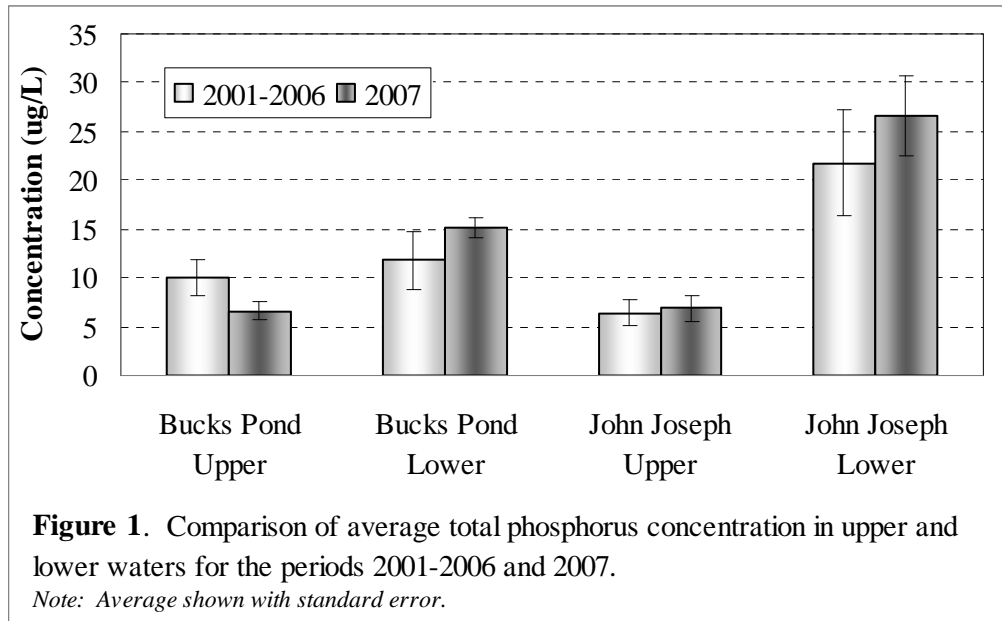 35
30
25
20
15
10
5
0
Concentration (ug/L)
2001-2006 2007
Bucks Pond Upper
Bucks Pond Lower
John Joseph Upper
John Joseph Lower
Figure 1. Comparison of average total phosphorus concentration in upper and
lower waters for the periods 2001-2006 and 2007.
Note: Average shown with standard error.